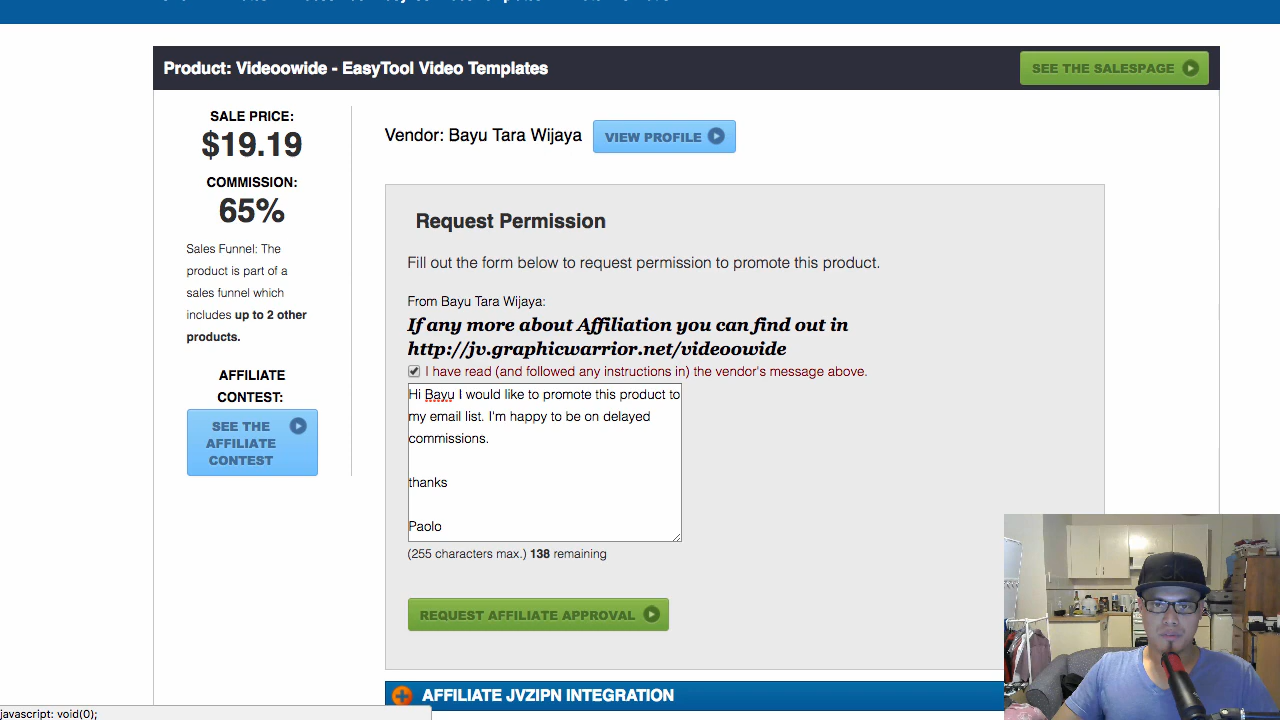 Product: Videoowide - EasyTool Video Templates
SEE THE SALESPAGE
SALE PRICE:
$19.19
COMMISSION:
65%
Sales Funnel: The
product is part of a
sales funnel which
includes up to 2 other
products.
AFFILIATE
CONTEST:
SEE THE
AFFILIATE
CONTEST
Vendor: Bayu Tara Wijaya
VIEW PROFILE
Request Permission
Fill out the form below to request permission to promote this product.
From Bayu Tara Wijaya:
If any more about Affiliation you can find out in
http://jv.graphicwarrior.net/videoowide
I have read (and followed any instructions in) the vendor's message above.
Hi Bayu I would like to promote this product to
my email list. I'm happy to be on delayed
commissions.
thanks
Paolo
(255 characters max.) 138 remaining
REQUEST AFFILIATE APPROVAL
AFFILIATE JVZIPN INTEGRATION
javascript: void(0);